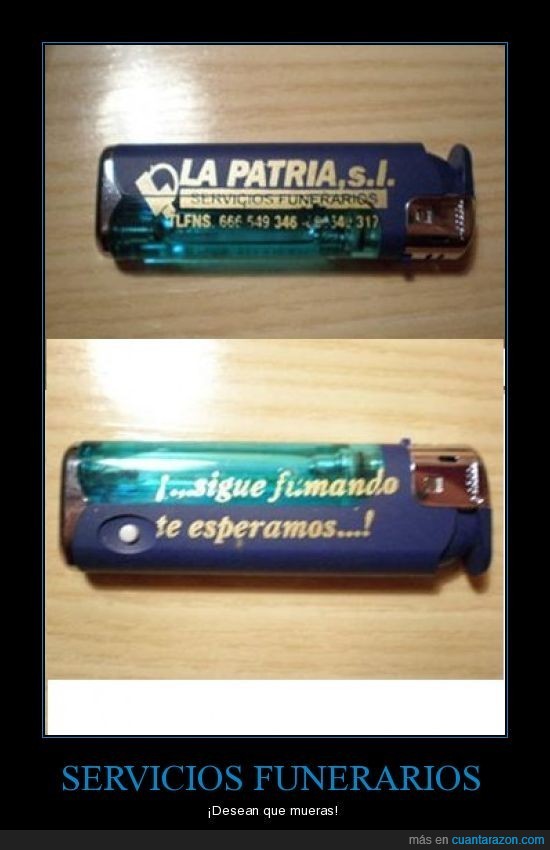 LA PATRIA, s.l.
SERVICIOS FUNERARIOS
TLFNS. 666 549 346 - 317
¡...sigue fumando
te esperamos...!
SERVICIOS FUNERARIOS
¡Desean que mueras!
más en cuantarazon.com